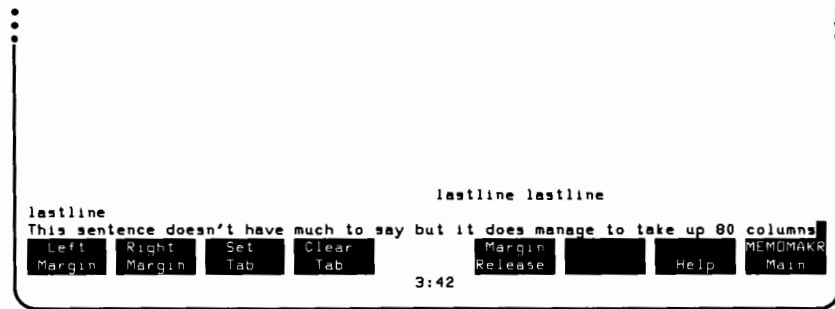 lastline lastline
lastline
This sentence doesn't have much to say but it does manage to take up 80 columns
Left Right Set Clear Margin MEMOMAKR
Margin Margin Tab Tab Release Help Main
3:42